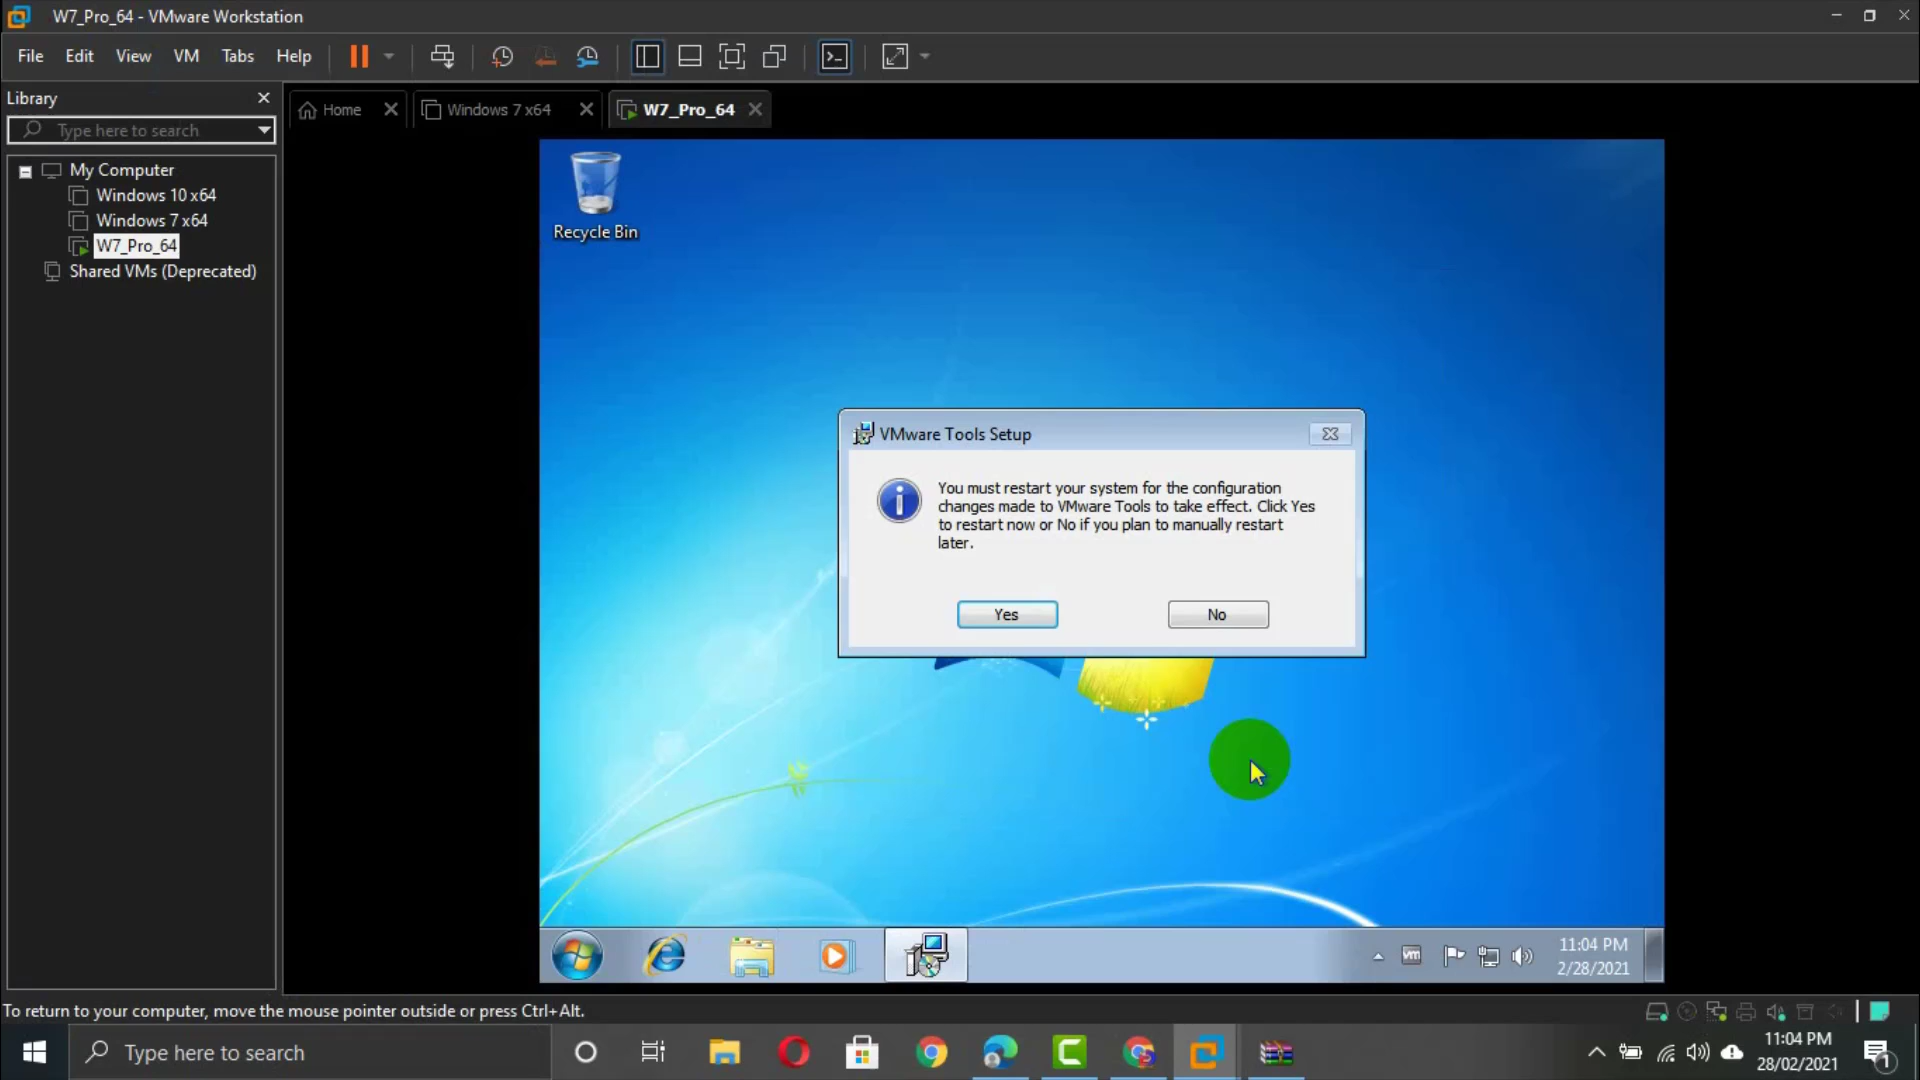 W7_Pro_64 - VMware Workstation
File Edit View VM Tabs Help
Library
Home Windows 7 x64 W7_Pro_64
Type here to search
My Computer
Windows 10 x64
Windows 7 x64
W7_Pro_64
Shared VMs (Deprecated)
Recycle Bin
VMware Tools Setup
You must restart your system for the configuration
changes made to VMware Tools to take effect. Click Yes
to restart now or No if you plan to manually restart
later.
Yes No
vm
11:04 PM
2/28/2021
To return to your computer, move the mouse pointer outside or press Ctrl+Alt.
Type here to search
11:04 PM
28/02/2021
1